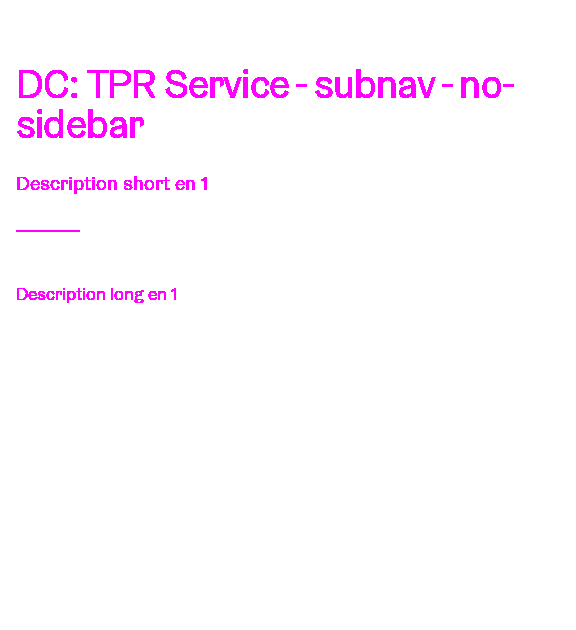 DC: TPR Service - subnav - no-
sidebar
Description short en 1
Description long en 1